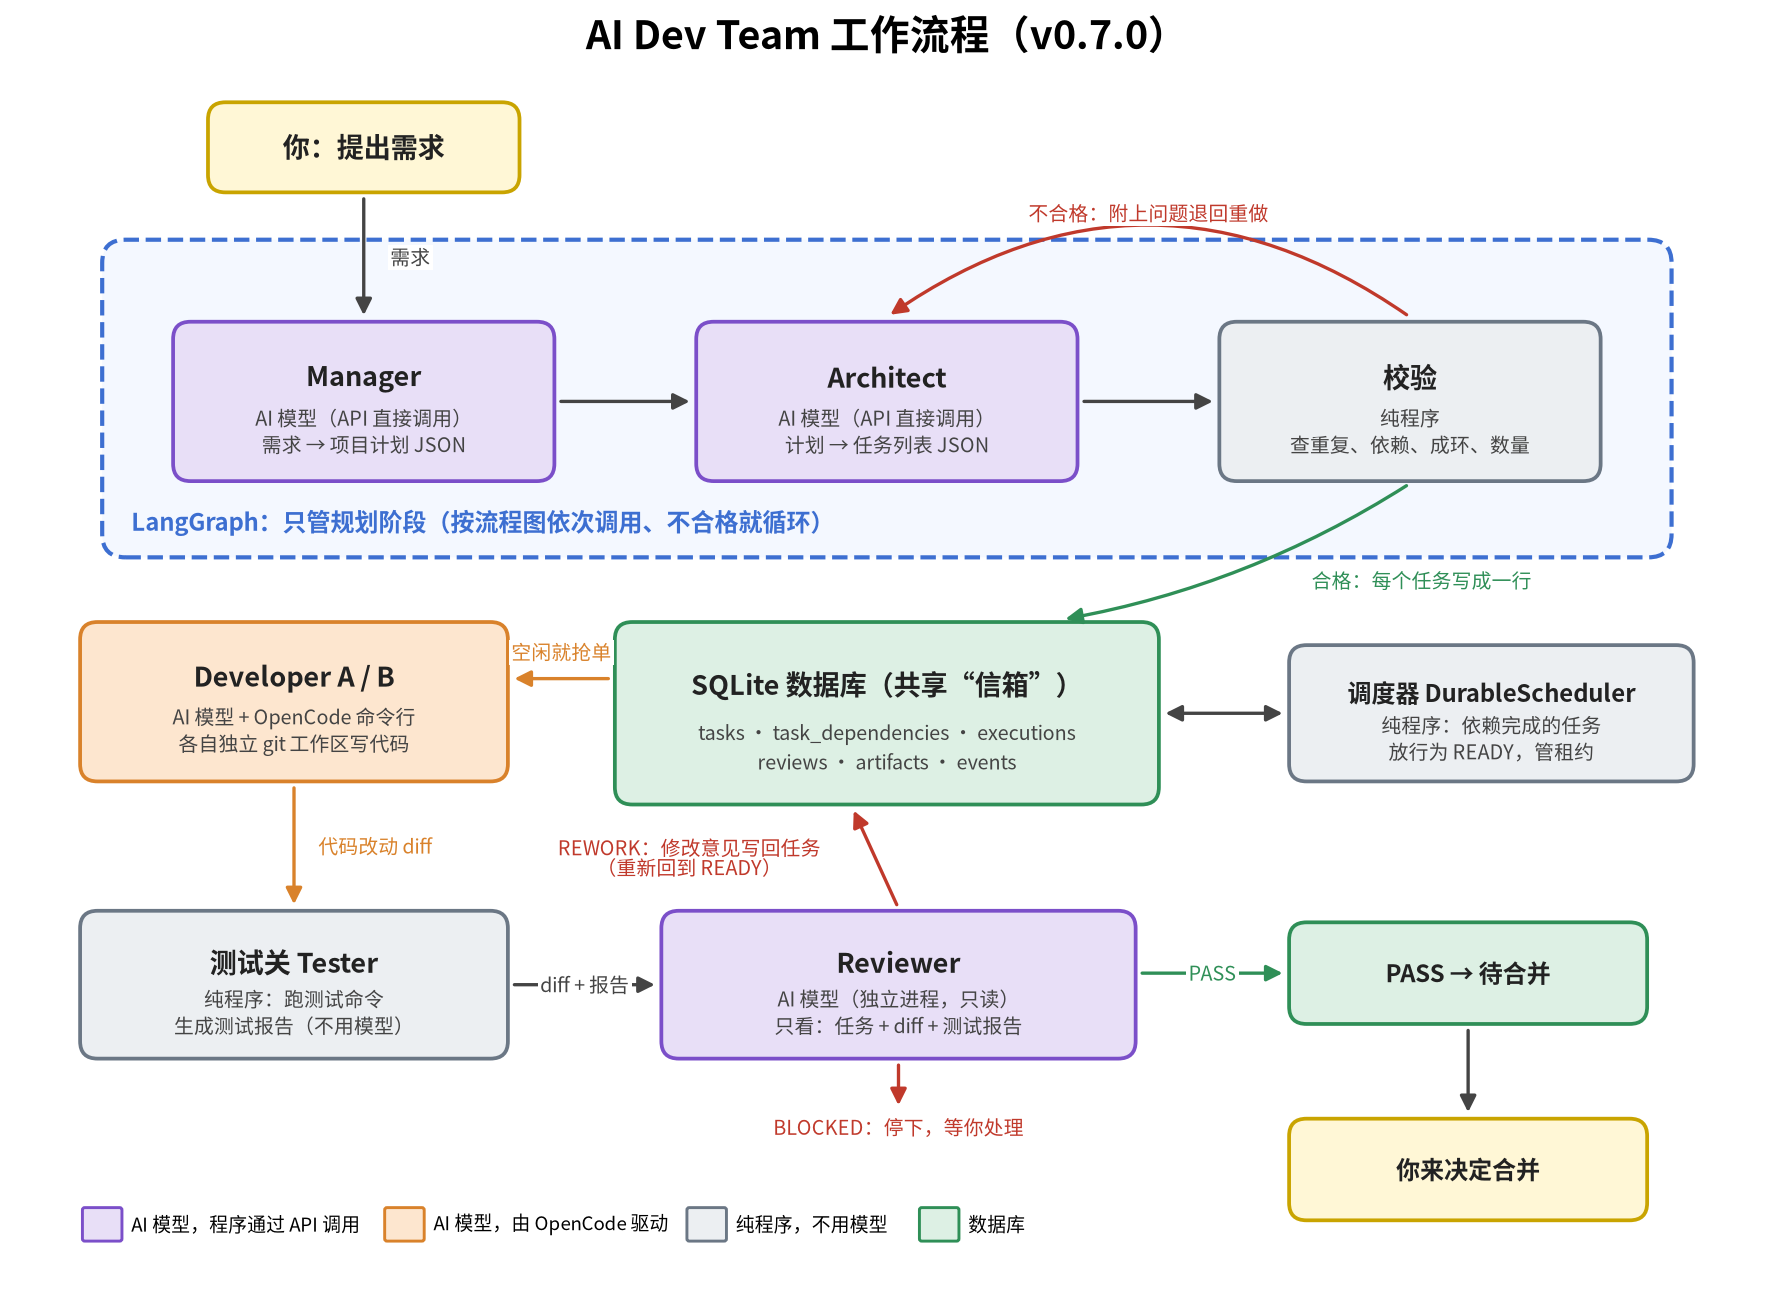 AI Dev Team 工作流程（v0.7.0）
你：提出需求
不合格：附上问题退回重做
需求
Manager
AI 模型（API 直接调用）
需求 → 项目计划 JSON
Architect
AI 模型（API 直接调用）
计划 → 任务列表 JSON
校验
纯程序
查重复、依赖、成环、数量
LangGraph：只管规划阶段（按流程图依次调用、不合格就循环）
合格：每个任务写成一行
Developer A / B
AI 模型 + OpenCode 命令行
各自独立 git 工作区写代码
空闲就抢单
SQLite 数据库（共享“信箱”）
tasks · task_dependencies · executions
reviews · artifacts · events
调度器 DurableScheduler
纯程序：依赖完成的任务
放行为 READY，管租约
代码改动 diff
REWORK：修改意见写回任务
（重新回到 READY）
测试关 Tester
纯程序：跑测试命令
生成测试报告（不用模型）
diff + 报告
Reviewer
AI 模型（独立进程，只读）
只看：任务 + diff + 测试报告
PASS
PASS → 待合并
BLOCKED：停下，等你处理
你来决定合并
AI 模型，程序通过 API 调用
AI 模型，由 OpenCode 驱动
纯程序，不用模型
数据库